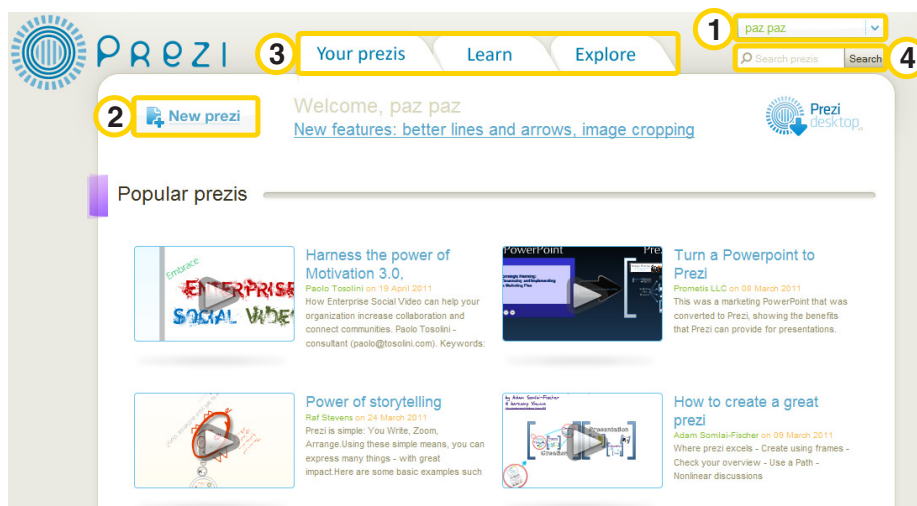 1
paz paz
PREZI
3
Your prezis
Learn
Explore
Search prezis
Search
4
2
New prezi
Welcome, paz paz
New features: better lines and arrows, image cropping
Prezi
desktop
Popular prezis
Embrace
ENTERPRISE
SOCIAL VIDE
Harness the power of
Motivation 3.0,
Paolo Tosolini on 19 April 2011
How Enterprise Social Video can help your
organization increase collaboration and
connect communities. Paolo Tosolini -
consultant (paolo@tosolini.com). Keywords:
PowerPoint
Pre
Turn a Powerpoint to
Prezi
Prometis LLC on 08 March 2011
This was a marketing PowerPoint that was
converted to Prezi, showing the benefits
that Prezi can provide for presentations.
Power of storytelling
Raf Stevens on 24 March 2011
Prezi is simple: You Write, Zoom,
Arrange.Using these simple means, you can
express many things - with great
impact.Here are some basic examples such
by Adam Somlai-Fischer
Presentation
How to create a great
prezi
Adam Somlai-Fischer on 09 March 2011
Where prezi excels - Create using frames -
Check your overview - Use a Path -
Nonlinear discussions